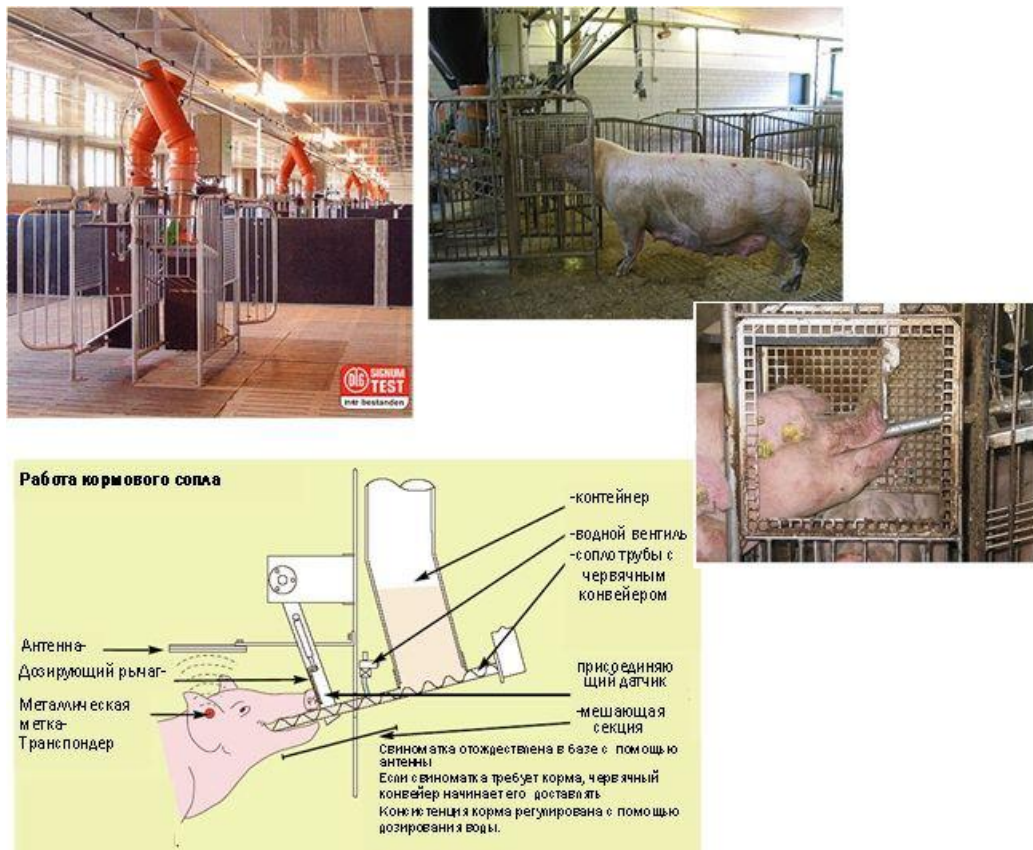 DLG
SIGNUM
TEST
inw bestanden
Работа кормового сопла
-контейнер
-водной вентиль
-сопло трубы с
червячным
конвейером
Антенна-
Дозирующий рычаг-
Металлическая
метка-
Транспондер
присоединяю
щий датчик
-мешающая
секция
Свиноматка отождествлена в базе с помощью
антенны
Если свиноматка требует корма, червячный
конвейер начинает его доставлять
Консистенция корма регулирована с помощью
дозирования воды.